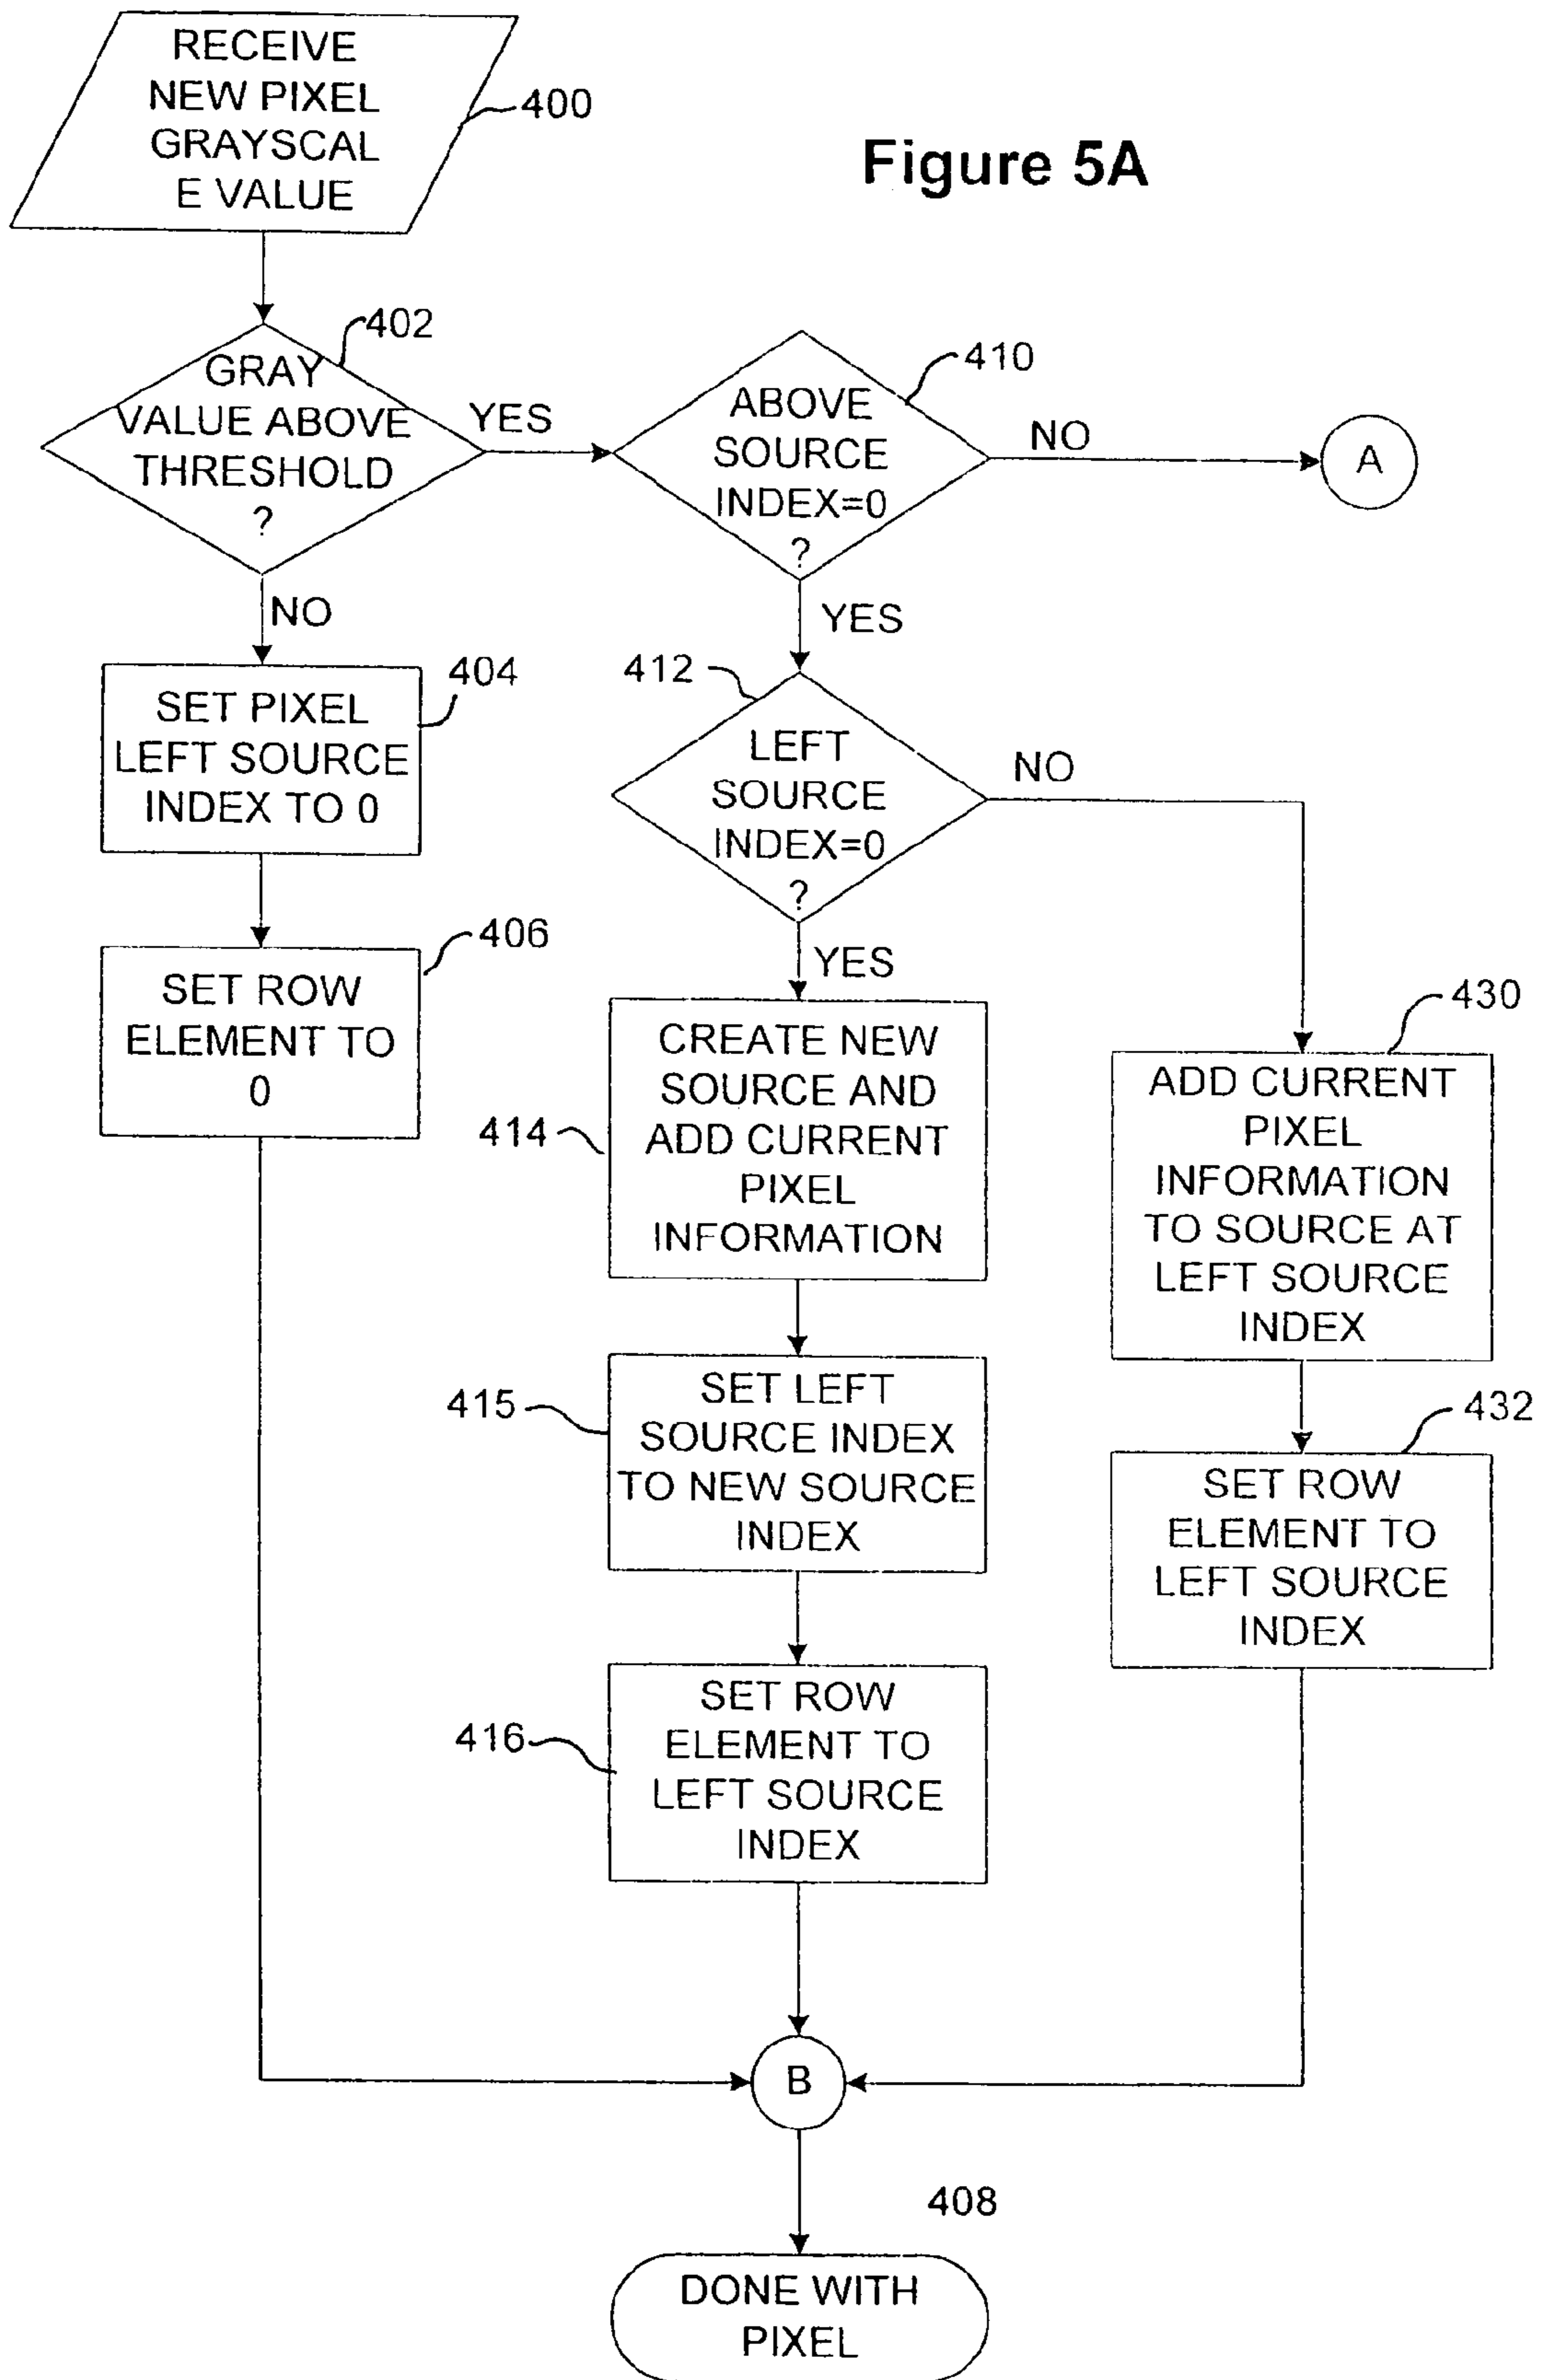 RECEIVE
NEW PIXEL
GRAYSCAL
E VALUE
400
Figure 5A
402
GRAY
VALUE ABOVE
THRESHOLD
?
YES
NO
410
ABOVE
SOURCE
INDEX=0
?
NO
A
YES
404
SET PIXEL
LEFT SOURCE
INDEX TO 0
412
LEFT
SOURCE
INDEX=0
?
NO
YES
406
SET ROW
ELEMENT TO
0
414
CREATE NEW
SOURCE AND
ADD CURRENT
PIXEL
INFORMATION
430
ADD CURRENT
PIXEL
INFORMATION
TO SOURCE AT
LEFT SOURCE
INDEX
415
SET LEFT
SOURCE INDEX
TO NEW SOURCE
INDEX
432
SET ROW
ELEMENT TO
LEFT SOURCE
INDEX
416
SET ROW
ELEMENT TO
LEFT SOURCE
INDEX
B
408
DONE WITH
PIXEL